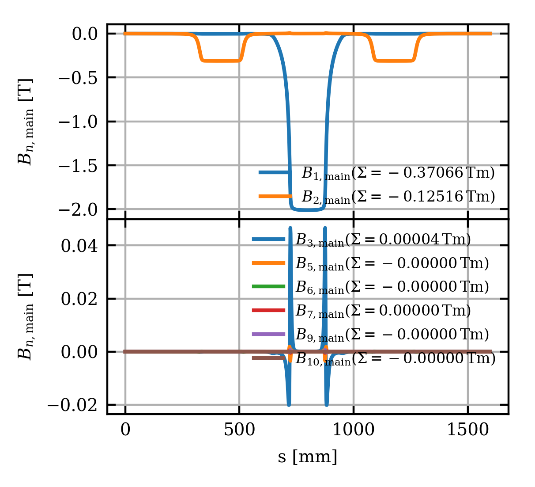 0.0
−0.5
−1.0
−1.5
−2.0
B_{n, main} [T]
B_{1, main}(Σ = −0.37066 Tm)
B_{2, main}(Σ = −0.12516 Tm)
0.04
0.02
0.00
−0.02
B_{n, main} [T]
B_{3, main}(Σ = 0.00004 Tm)
B_{5, main}(Σ = −0.00000 Tm)
B_{6, main}(Σ = −0.00000 Tm)
B_{7, main}(Σ = 0.00000 Tm)
B_{9, main}(Σ = −0.00000 Tm)
B_{10, main}(Σ = −0.00000 Tm)
0 500 1000 1500
s [mm]